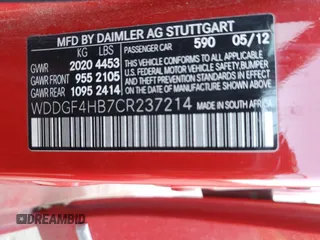 MFD BY DAIMLER AG STUTTGART
KG LBS PASSENGER CAR 590 05/12
GVWR 2020 4453
GAWR FRONT 955 2105
GAWR REAR 1095 2414
THIS VEHICLE CONFORMS TO ALL APPLICABLE
FEDERAL MOTOR VEHICLE SAFETY, BUMPER,
AND THEFT PREVENTION STANDARDS IN EFFECT
ON THE DATE OF MANUFACTURE SHOWN ABOVE.
WDDGF4HB7CR237214 MADE IN SOUTH AFRICA
DREAMBID